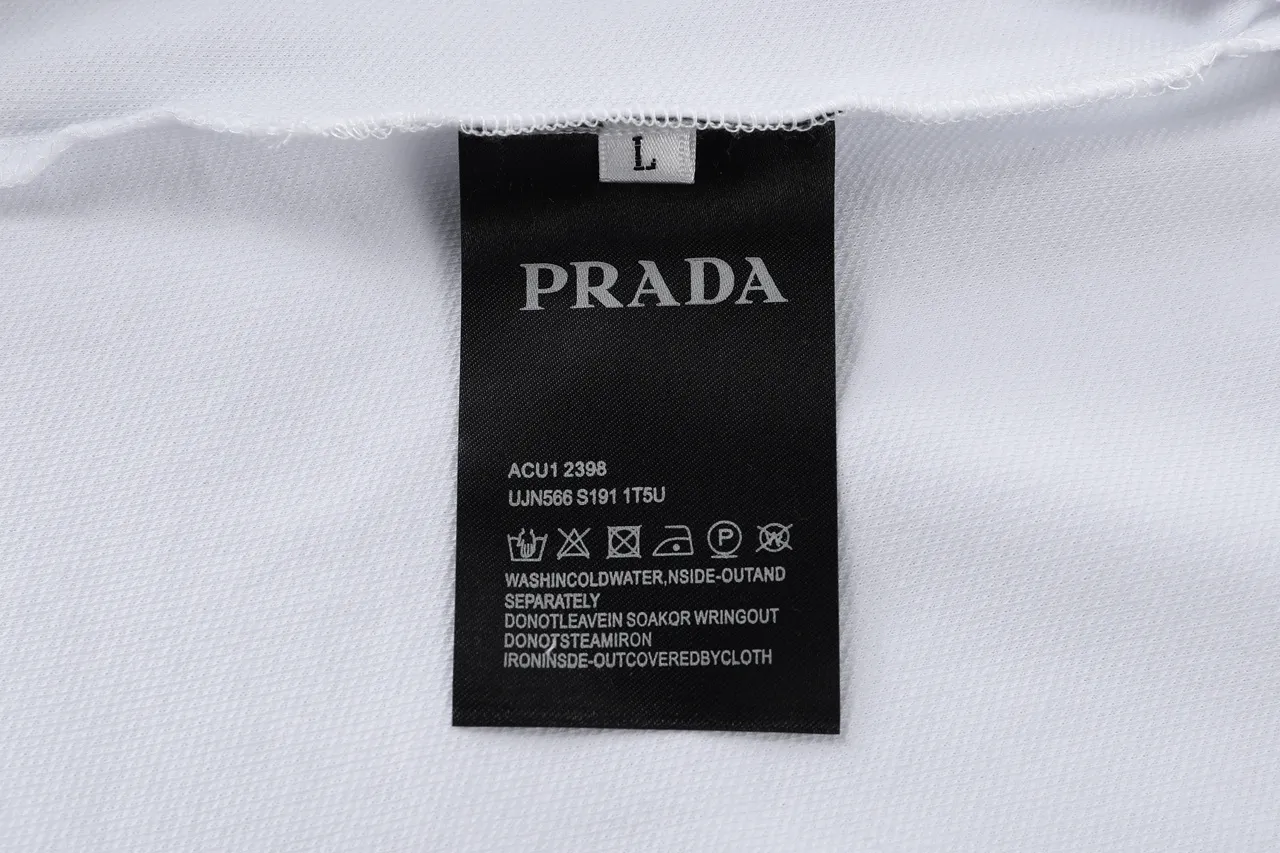 L
PRADA
ACU1 2398
UJN566 S191 1T5U
P
W
WASHINCOLDWATER,NSIDE-OUTAND
SEPARATELY
DONOTLEAVEIN SOAKQR WRINGOUT
DONOTSTEAMIRON
IRONINSDE-OUTCOVEREDBYCLOTH